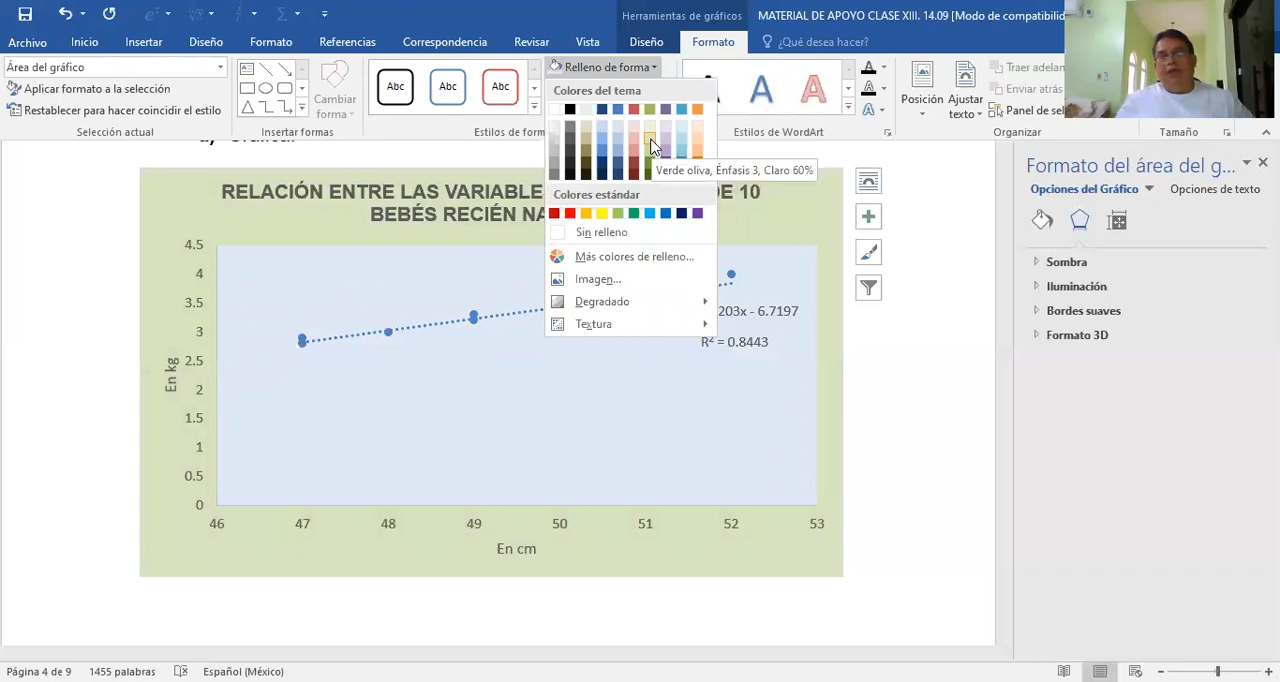 Herramientas de gráficos
MATERIAL DE APOYO CLASE XIII. 14.09 [Modo de compatibilid
Archivo
Inicio
Insertar
Diseño
Formato
Referencias
Correspondencia
Revisar
Vista
Diseño
Formato
¿Qué desea hacer?
Área del gráfico
Aplicar formato a la selección
Restablecer para hacer coincidir el estilo
Selección actual
Cambiar
forma
Insertar formas
Abc
Abc
Abc
Estilos de form
Relleno de forma
Colores del tema
Verde oliva, Énfasis 3, Claro 60%
Colores estándar
Sin relleno
Más colores de relleno...
Imagen...
Degradado
Textura
A
A
A
A
A
Estilos de WordArt
Posición
Ajustar
texto
Traer adelan
Enviar atrás
Panel de sel
Organizar
Tamaño
RELACIÓN ENTRE LAS VARIABLE
DE 10
BEBÉS RECIÉN NA
4.5
4
3.5
3
2.5
2
1.5
1
0.5
0
46
47
48
49
50
51
52
53
En kg
En cm
203x - 6.7197
R² = 0.8443
Formato del área del g...
Opciones del Gráfico
Opciones de texto
Sombra
Iluminación
Bordes suaves
Formato 3D
Página 4 de 9
1455 palabras
Español (México)